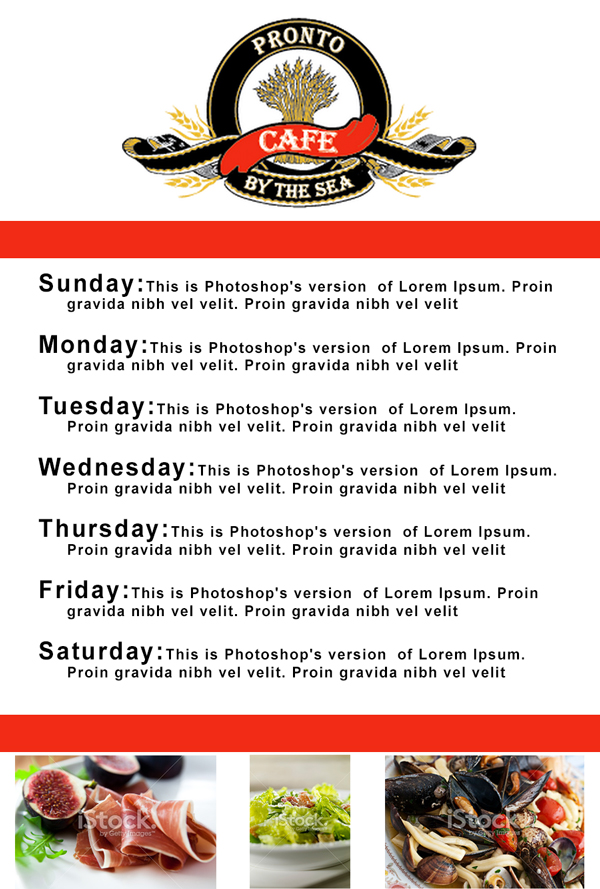 PRONTO
CAFE
BY THE SEA
Sunday:This is Photoshop's version  of Lorem Ipsum. Proin
gravida nibh vel velit. Proin gravida nibh vel velit
Monday:This is Photoshop's version  of Lorem Ipsum. Proin
gravida nibh vel velit. Proin gravida nibh vel velit
Tuesday:This is Photoshop's version  of Lorem Ipsum.
Proin gravida nibh vel velit. Proin gravida nibh vel velit
Wednesday:This is Photoshop's version  of Lorem Ipsum.
Proin gravida nibh vel velit. Proin gravida nibh vel velit
Thursday:This is Photoshop's version  of Lorem Ipsum.
Proin gravida nibh vel velit. Proin gravida nibh vel velit
Friday:This is Photoshop's version  of Lorem Ipsum. Proin
gravida nibh vel velit. Proin gravida nibh vel velit
Saturday:This is Photoshop's version  of Lorem Ipsum.
Proin gravida nibh vel velit. Proin gravida nibh vel velit
iStock
by Getty Images
iStock
iStock
by Getty Images